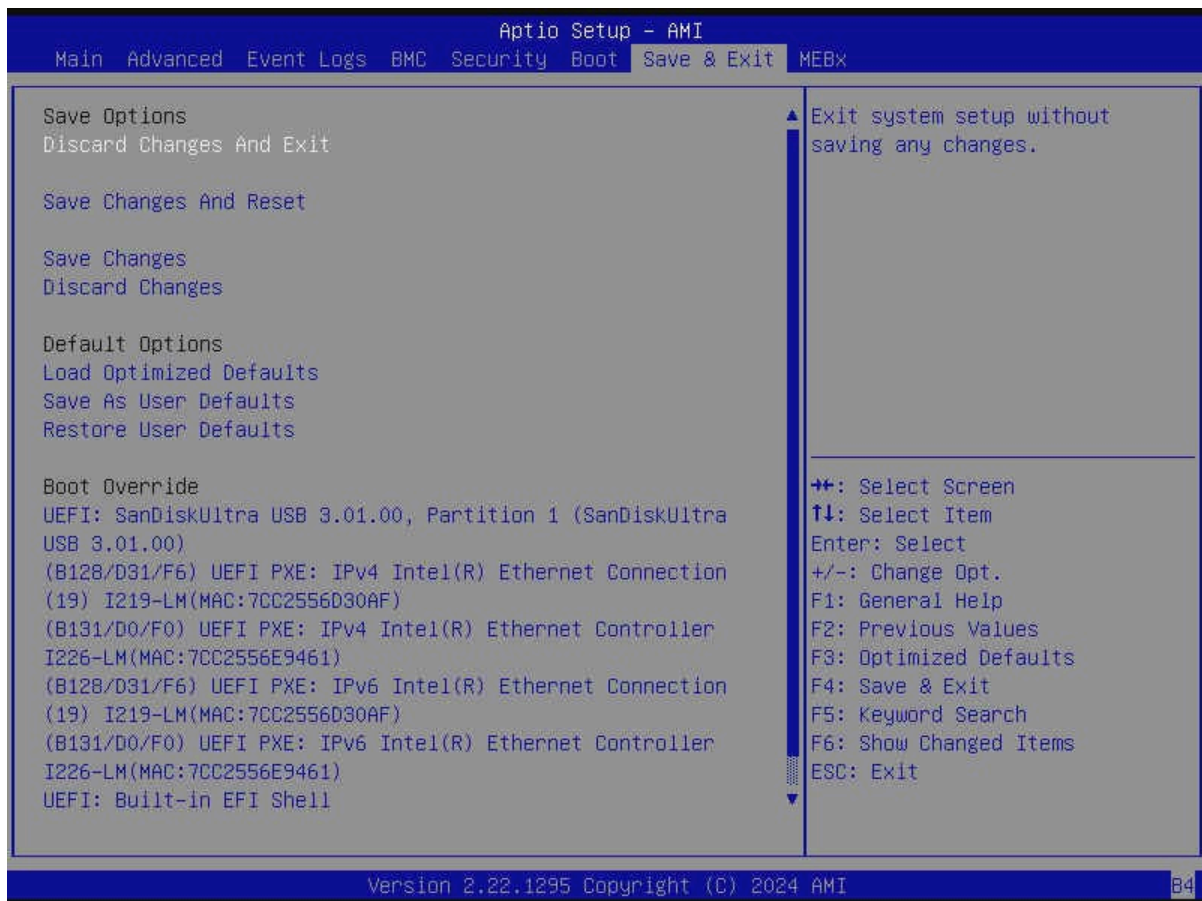 Aptio Setup – AMI
Main Advanced Event Logs BMC Security Boot Save & Exit MEBx
Save Options
Discard Changes And Exit
Save Changes And Reset
Save Changes
Discard Changes
Default Options
Load Optimized Defaults
Save As User Defaults
Restore User Defaults
Boot Override
UEFI: SanDiskUltra USB 3.01.00, Partition 1 (SanDiskUltra
USB 3.01.00)
(B128/D31/F6) UEFI PXE: IPv4 Intel(R) Ethernet Connection
(19) I219-LM(MAC:7CC2556D30AF)
(B131/D0/F0) UEFI PXE: IPv4 Intel(R) Ethernet Controller
I226-LM(MAC:7CC2556E9461)
(B128/D31/F6) UEFI PXE: IPv6 Intel(R) Ethernet Connection
(19) I219-LM(MAC:7CC2556D30AF)
(B131/D0/F0) UEFI PXE: IPv6 Intel(R) Ethernet Controller
I226-LM(MAC:7CC2556E9461)
UEFI: Built-in EFI Shell
Exit system setup without
saving any changes.
→←: Select Screen
↑↓: Select Item
Enter: Select
+/-: Change Opt.
F1: General Help
F2: Previous Values
F3: Optimized Defaults
F4: Save & Exit
F5: Keyword Search
F6: Show Changed Items
ESC: Exit
Version 2.22.1295 Copyright (C) 2024 AMI
B4